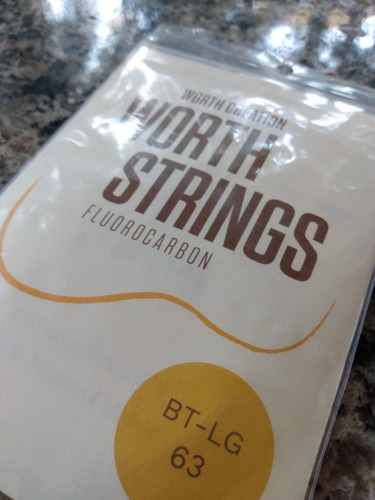 WORTH CREATION
WORTH
STRINGS
FLUOROCARBON
BT-LG
63